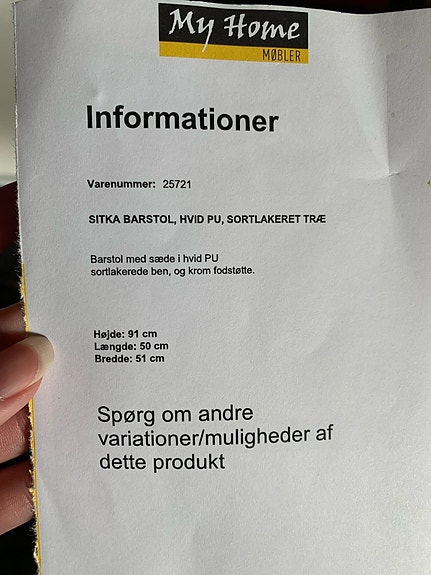 My Home
MØBLER
Informationer
Varenummer: 25721
SITKA BARSTOL, HVID PU, SORTLAKERET TRÆ
Barstol med sæde i hvid PU
sortlakerede ben, og krom fodstøtte.
Højde: 91 cm
Længde: 50 cm
Bredde: 51 cm
Spørg om andre
variationer/muligheder af
dette produkt